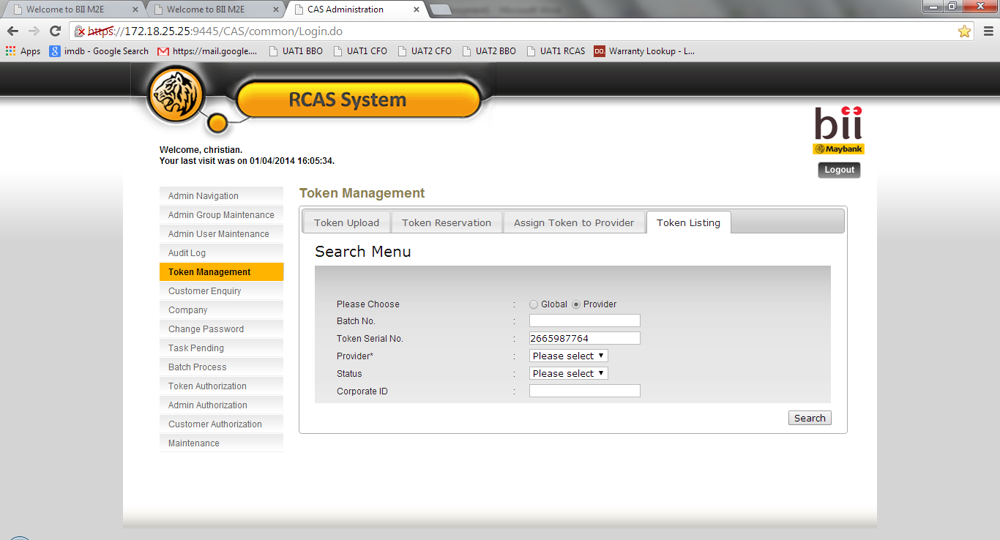 Welcome to BII M2E
Welcome to BII M2E
CAS Administration
https://172.18.25.25:9445/CAS/common/Login.do
Apps
imdb - Google Search
https://mail.google....
UAT1 BBO
UAT1 CFO
UAT2 CFO
UAT2 BBO
UAT1 RCAS
DO.
Warranty Lookup - L...
RCAS System
bii
Maybank
Welcome, christian.
Your last visit was on 01/04/2014 16:05:34.
Logout
Admin Navigation
Admin Group Maintenance
Admin User Maintenance
Audit Log
Token Management
Customer Enquiry
Company
Change Password
Task Pending
Batch Process
Token Authorization
Admin Authorization
Customer Authorization
Maintenance
Token Management
Token Upload
Token Reservation
Assign Token to Provider
Token Listing
Search Menu
Please Choose : Global Provider
Batch No. :
Token Serial No. : 2665987764
Provider* : Please select
Status : Please select
Corporate ID :
Search